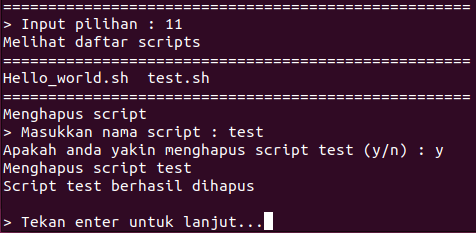 ====================================================
> Input pilihan : 11
Melihat daftar scripts
====================================================
Hello_world.sh  test.sh
====================================================
Menghapus script
> Masukkan nama script : test
Apakah anda yakin menghapus script test (y/n) : y
Menghapus script test
Script test berhasil dihapus

> Tekan enter untuk lanjut...